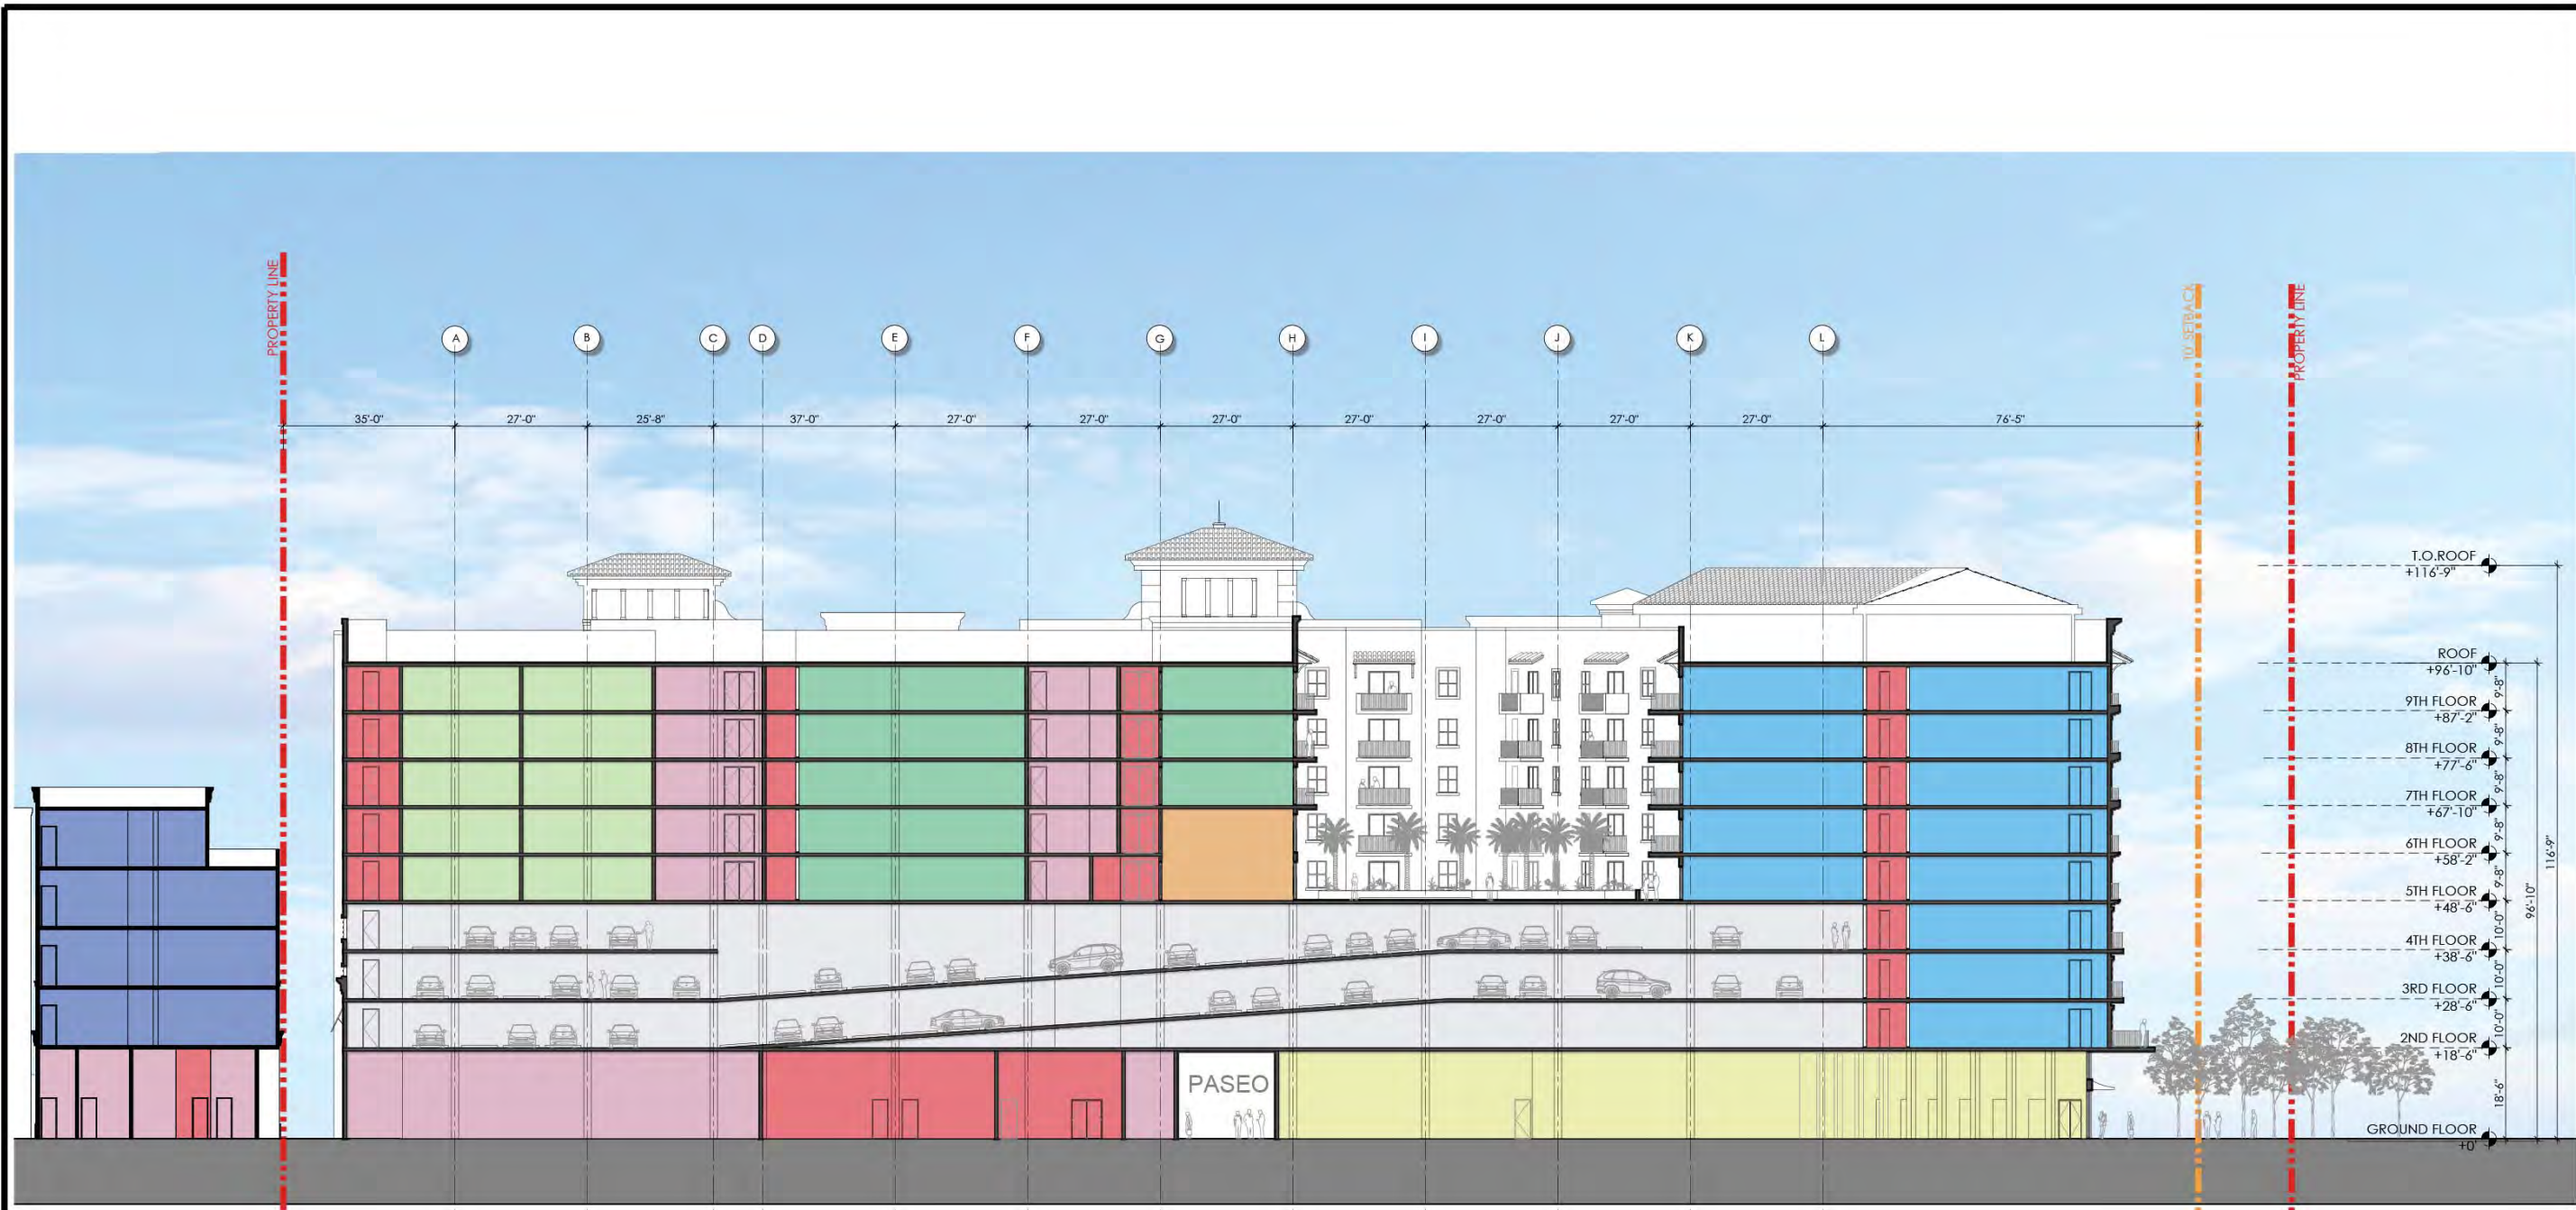 PROPERTY LINE
10' SETBACK
PROPERTY LINE
A
B
C
D
E
F
G
H
I
J
K
L
35'-0"
27'-0"
25'-8"
37'-0"
27'-0"
27'-0"
27'-0"
27'-0"
27'-0"
27'-0"
27'-0"
76'-5"
T.O.ROOF
+116'-9"
ROOF
+96'-10"
9'-8"
9TH FLOOR
+87'-2"
9'-8"
8TH FLOOR
+77'-6"
9'-8"
7TH FLOOR
+67'-10"
9'-8"
6TH FLOOR
+58'-2"
9'-8"
5TH FLOOR
+48'-6"
10'-0"
4TH FLOOR
+38'-6"
10'-0"
3RD FLOOR
+28'-6"
10'-0"
2ND FLOOR
+18'-6"
18'-6"
GROUND FLOOR
+0'
96'-10"
116'-9"
PASEO